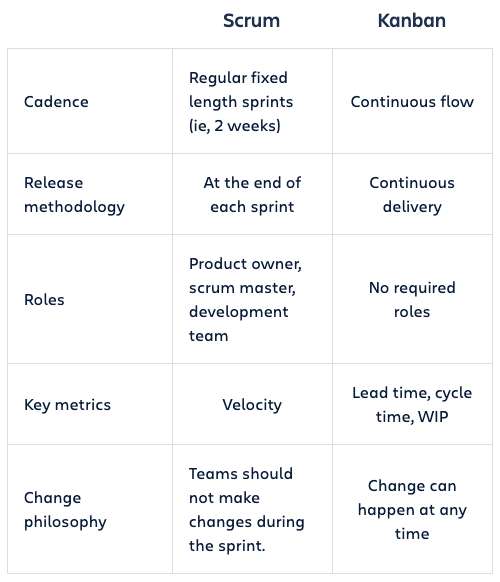 Scrum
Kanban
Cadence
Regular fixed
length sprints
(ie, 2 weeks)
Continuous flow
Release
methodology
At the end of
each sprint
Continuous
delivery
Roles
Product owner,
scrum master,
development
team
No required
roles
Key metrics
Velocity
Lead time, cycle
time, WIP
Change
philosophy
Teams should
not make
changes during
the sprint.
Change can
happen at any
time